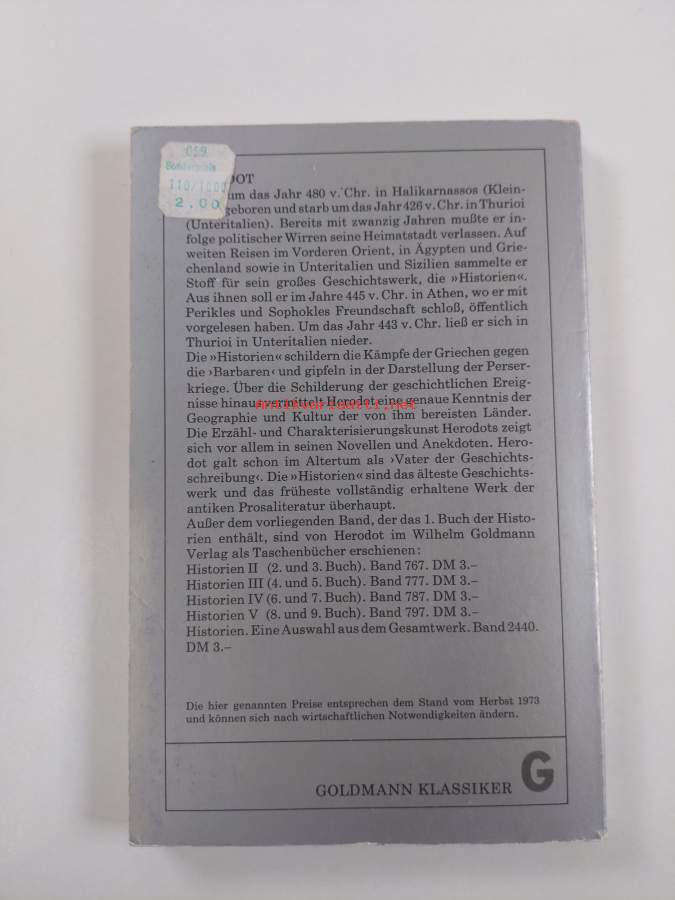 049
Sonderpreis
110/1000
2.00
DOT
um das Jahr 480 v. Chr. in Halikarnassos (Klein-
geboren und starb um das Jahr 426 v. Chr. in Thurioi
(Unteritalien). Bereits mit zwanzig Jahren mußte er in-
folge politischer Wirren seine Heimatstadt verlassen. Auf
weiten Reisen im Vorderen Orient, in Ägypten und Grie-
chenland sowie in Unteritalien und Sizilien sammelte er
Stoff für sein großes Geschichtswerk, die »Historien«.
Aus ihnen soll er im Jahre 445 v. Chr. in Athen, wo er mit
Perikles und Sophokles Freundschaft schloß, öffentlich
vorgelesen haben. Um das Jahr 443 v. Chr. ließ er sich in
Thurioi in Unteritalien nieder.
Die »Historien« schildern die Kämpfe der Griechen gegen
die ›Barbaren‹ und gipfeln in der Darstellung der Perser-
kriege. Über die Schilderung der geschichtlichen Ereig-
nisse hinaus vermittelt Herodot eine genaue Kenntnis der
antikvariaatti.net
Geographie und Kultur der von ihm bereisten Länder.
Die Erzähl- und Charakterisierungskunst Herodots zeigt
sich vor allem in seinen Novellen und Anekdoten. Hero-
dot galt schon im Altertum als ›Vater der Geschichts-
schreibung‹. Die »Historien« sind das älteste Geschichts-
werk und das früheste vollständig erhaltene Werk der
antiken Prosaliteratur überhaupt.
Außer dem vorliegenden Band, der das 1. Buch der Histo-
rien enthält, sind von Herodot im Wilhelm Goldmann
Verlag als Taschenbücher erschienen:
Historien II (2. und 3. Buch). Band 767. DM 3.–
Historien III (4. und 5. Buch). Band 777. DM 3.–
Historien IV (6. und 7. Buch). Band 787. DM 3.–
Historien V (8. und 9. Buch). Band 797. DM 3.–
Historien. Eine Auswahl aus dem Gesamtwerk. Band 2440.
DM 3.–
Die hier genannten Preise entsprechen dem Stand vom Herbst 1973
und können sich nach wirtschaftlichen Notwendigkeiten ändern.
GOLDMANN KLASSIKER G